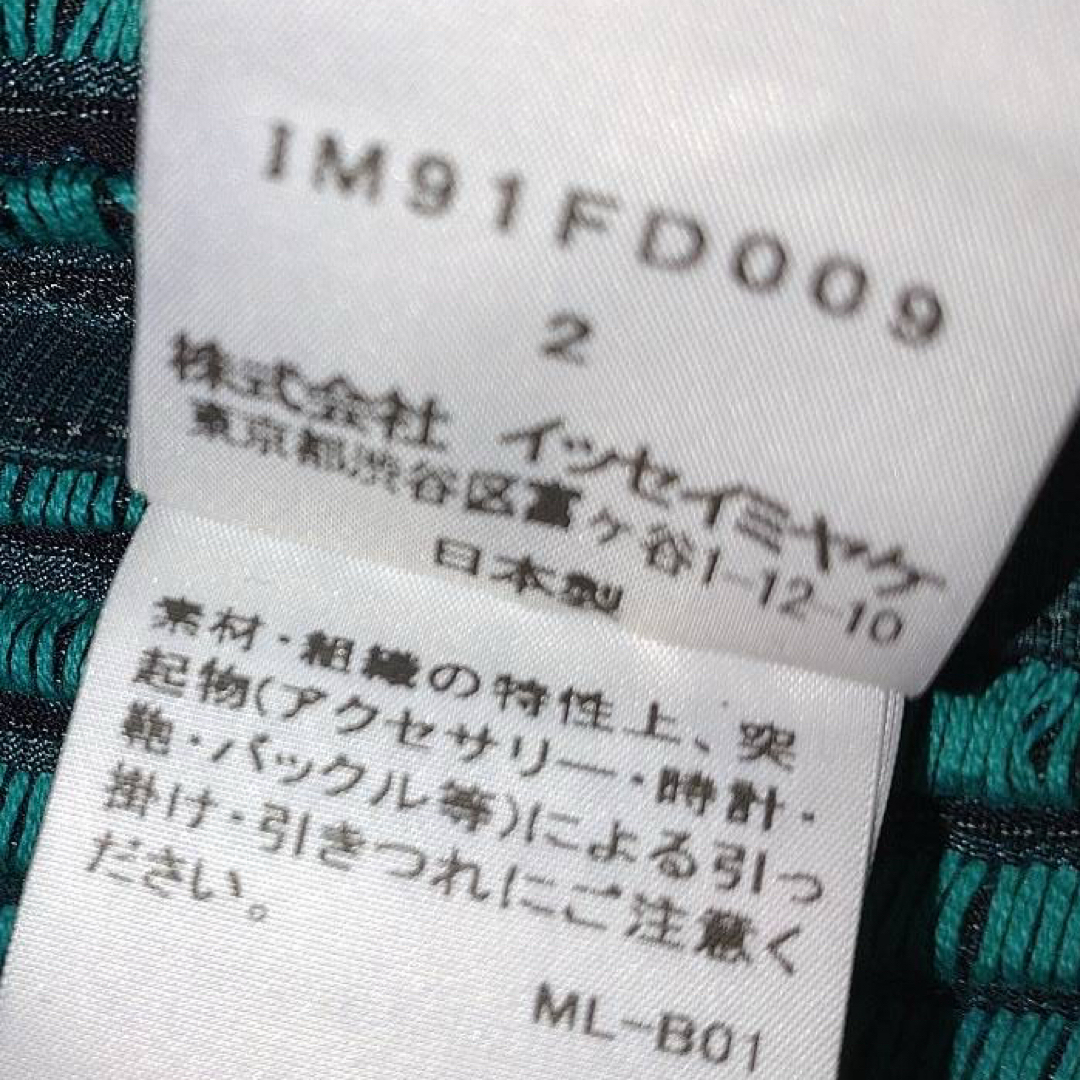 IM91FD009
2
株式会社 イッセイミヤケ
東京都渋谷区富ヶ谷1-12-10
日本製
素材・組織の特性上、突
起物(アクセサリー・時計・
鞄・バックル等)による引っ
掛け・引きつれにご注意く
ださい。
ML-B01